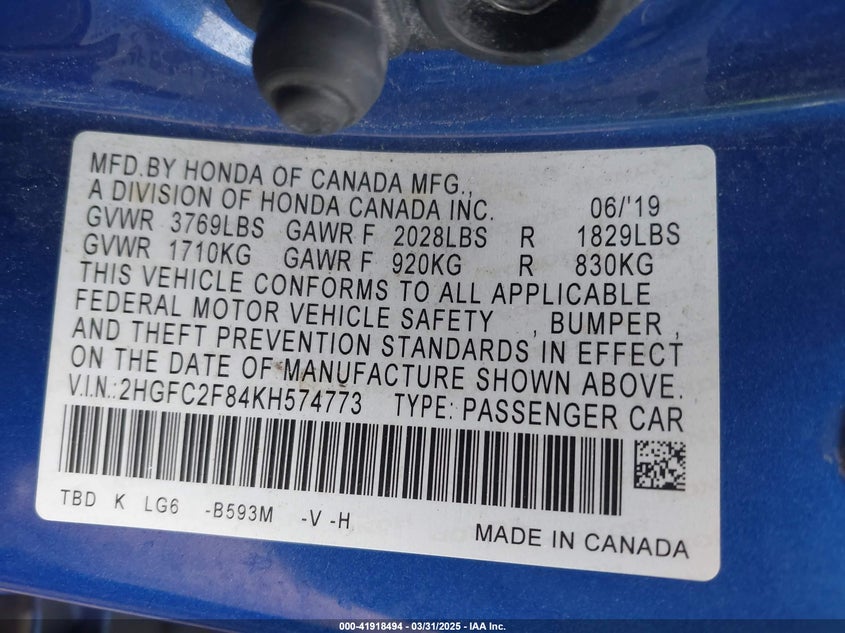 MFD.BY HONDA OF CANADA MFG.,
A DIVISION OF HONDA CANADA INC. 06/'19
GVWR 3769LBS GAWR F 2028LBS R 1829LBS
GVWR 1710KG GAWR F 920KG R 830KG
THIS VEHICLE CONFORMS TO ALL APPLICABLE
FEDERAL MOTOR VEHICLE SAFETY , BUMPER ,
AND THEFT PREVENTION STANDARDS IN EFFECT
ON THE DATE OF MANUFACTURE SHOWN ABOVE.
V.I.N.:2HGFC2F84KH574773 TYPE: PASSENGER CAR
TBD K LG6 -B593M -V -H
MADE IN CANADA
000-41918494 — 03/31/2025 — IAA Inc.